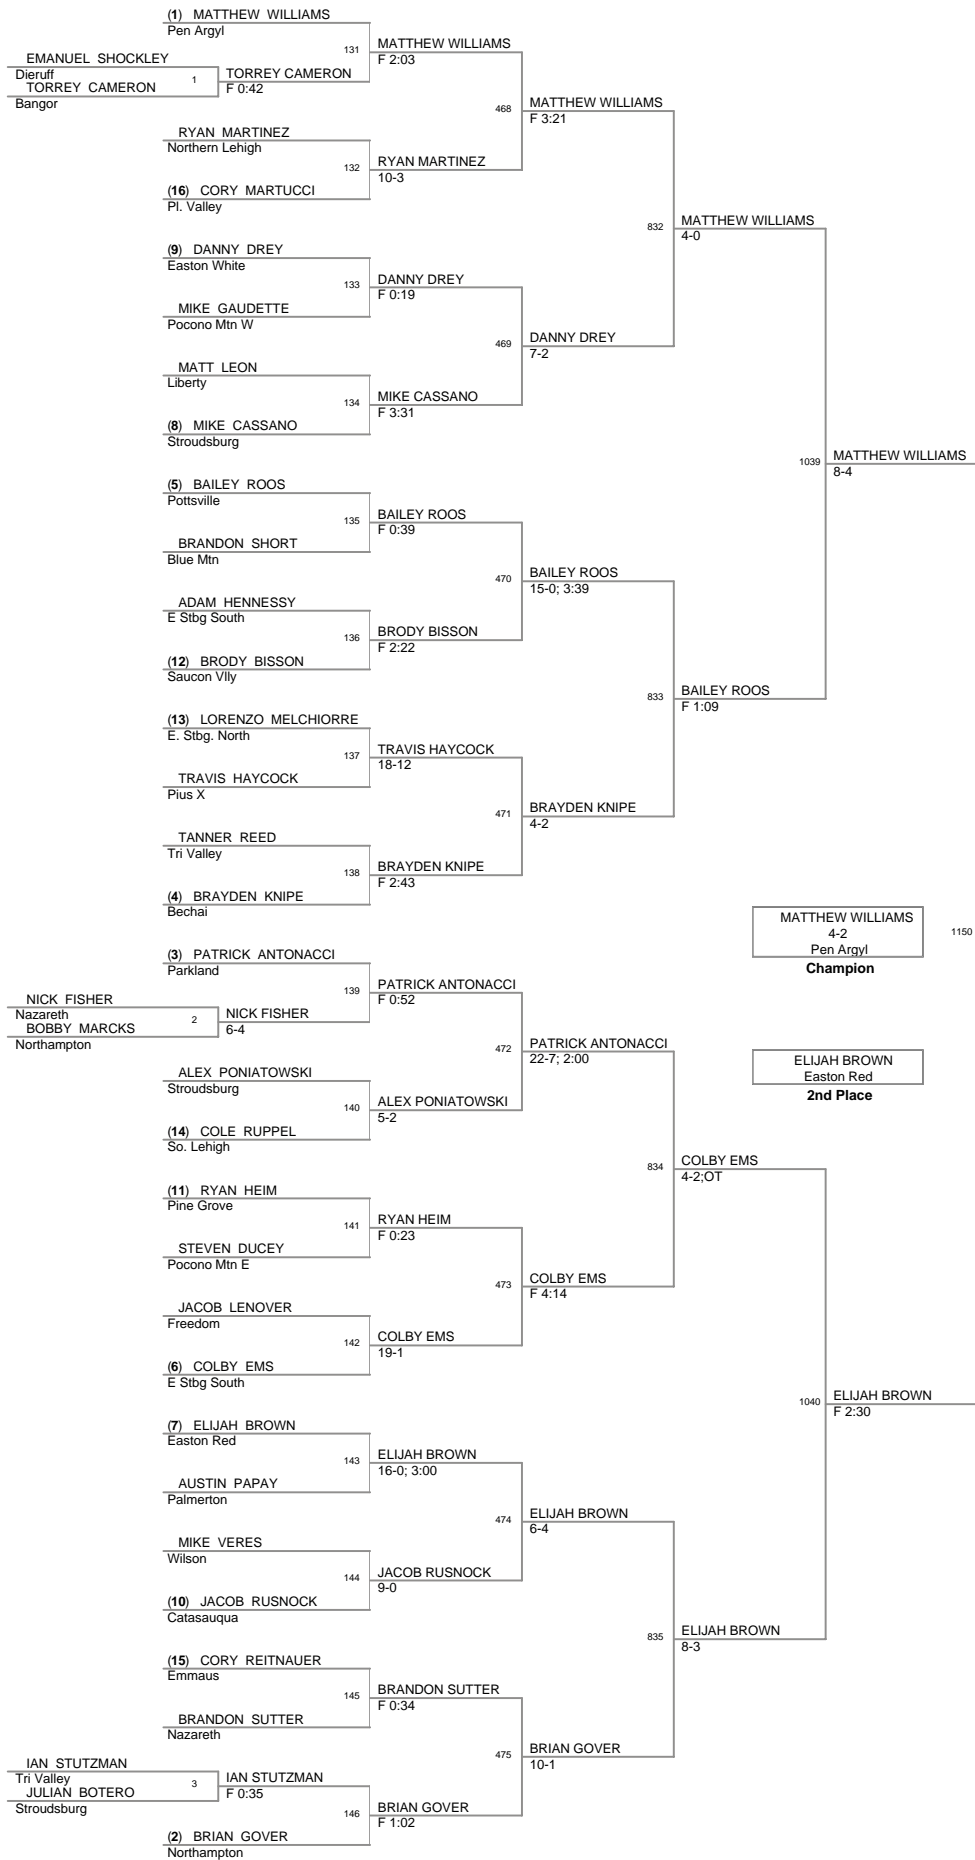 (1) MATTHEW WILLIAMS
Pen Argyl
131
MATTHEW WILLIAMS
F 2:03
EMANUEL SHOCKLEY
Dieruff
1
TORREY CAMERON
F 0:42
TORREY CAMERON
Bangor
468
MATTHEW WILLIAMS
F 3:21
RYAN MARTINEZ
Northern Lehigh
132
RYAN MARTINEZ
10-3
(16) CORY MARTUCCI
Pl. Valley
832
MATTHEW WILLIAMS
4-0
(9) DANNY DREY
Easton White
133
DANNY DREY
F 0:19
MIKE GAUDETTE
Pocono Mtn W
469
DANNY DREY
7-2
MATT LEON
Liberty
134
MIKE CASSANO
F 3:31
(8) MIKE CASSANO
Stroudsburg
1039
MATTHEW WILLIAMS
8-4
(5) BAILEY ROOS
Pottsville
135
BAILEY ROOS
F 0:39
BRANDON SHORT
Blue Mtn
470
BAILEY ROOS
15-0; 3:39
ADAM HENNESSY
E Stbg South
136
BRODY BISSON
F 2:22
(12) BRODY BISSON
Saucon Vlly
833
BAILEY ROOS
F 1:09
(13) LORENZO MELCHIORRE
E. Stbg. North
137
TRAVIS HAYCOCK
18-12
TRAVIS HAYCOCK
Pius X
471
BRAYDEN KNIPE
4-2
TANNER REED
Tri Valley
138
BRAYDEN KNIPE
F 2:43
(4) BRAYDEN KNIPE
Bechai
MATTHEW WILLIAMS
4-2
Pen Argyl
Champion
1150
(3) PATRICK ANTONACCI
Parkland
139
PATRICK ANTONACCI
F 0:52
NICK FISHER
Nazareth
2
NICK FISHER
6-4
BOBBY MARCKS
Northampton
472
PATRICK ANTONACCI
22-7; 2:00
ELIJAH BROWN
Easton Red
2nd Place
ALEX PONIATOWSKI
Stroudsburg
140
ALEX PONIATOWSKI
5-2
(14) COLE RUPPEL
So. Lehigh
834
COLBY EMS
4-2;OT
(11) RYAN HEIM
Pine Grove
141
RYAN HEIM
F 0:23
STEVEN DUCEY
Pocono Mtn E
473
COLBY EMS
F 4:14
JACOB LENOVER
Freedom
142
COLBY EMS
19-1
(6) COLBY EMS
E Stbg South
1040
ELIJAH BROWN
F 2:30
(7) ELIJAH BROWN
Easton Red
143
ELIJAH BROWN
16-0; 3:00
AUSTIN PAPAY
Palmerton
474
ELIJAH BROWN
6-4
MIKE VERES
Wilson
144
JACOB RUSNOCK
9-0
(10) JACOB RUSNOCK
Catasauqua
835
ELIJAH BROWN
8-3
(15) CORY REITNAUER
Emmaus
145
BRANDON SUTTER
F 0:34
BRANDON SUTTER
Nazareth
475
BRIAN GOVER
10-1
IAN STUTZMAN
Tri Valley
3
IAN STUTZMAN
F 0:35
JULIAN BOTERO
Stroudsburg
146
BRIAN GOVER
F 1:02
(2) BRIAN GOVER
Northampton